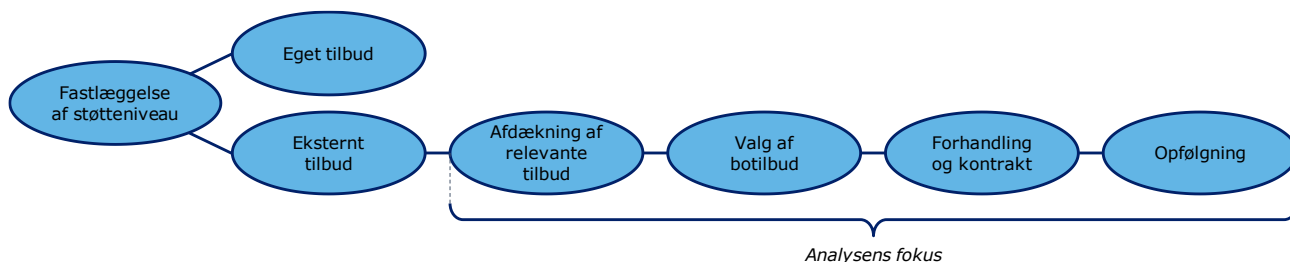 Fastlæggelse
af støtteniveau
Eget tilbud
Eksternt
tilbud
Afdækning af
relevante
tilbud
Valg af
botilbud
Forhandling
og kontrakt
Opfølgning
Analysens fokus